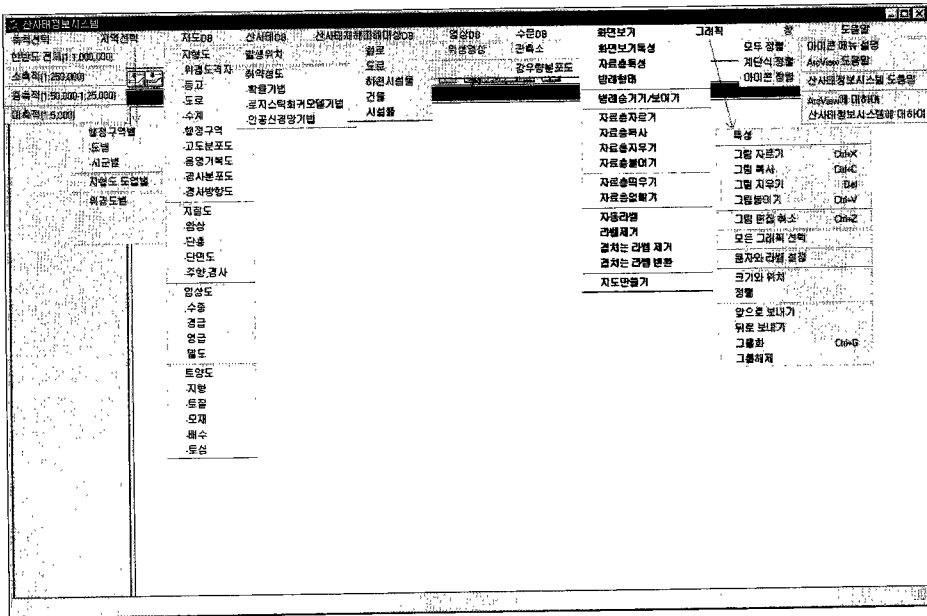 산사태정보시스템
축척선택 지역선택 지도DB 산사태DB 산사태재해피해대상DB 영상DB 수문DB 화면보기 그래픽 창 도움말
한반도 전체(1:1,000,000)
소축척(1:250,000)
중축척(1:50,000-1:25,000)
대축척(1:5,000)
행정구역별
도별
시군별
지형도 도엽별
위경도별
지형도
위경도격자
등고
도로
수계
행정구역
고도분포도
음영기복도
경사분포도
경사방향도
지질도
암상
단층
단면도
주향,경사
임상도
수종
경급
영급
밀도
토양도
지형
토질
모재
배수
토심
발생위치
취약성도
확률기법
로지스틱회귀모델기법
인공신경망기법
철로
도로
하천시설물
건물
시설물
위성영상
관측소
강우량분포도
화면보기특성
자료층특성
범례형태
범례숨기기/보이기
자료층자르기
자료층복사
자료층지우기
자료층붙이기
자료층띄우기
자료층없애기
자동라벨
라벨제거
겹치는 라벨 제거
겹치는 라벨 변환
지도만들기
특성
그림 자르기 Ctrl+X
그림 복사 Ctrl+C
그림 지우기 Del
그림붙이기 Ctrl+V
그림 편집 취소 Ctrl+Z
모든 그래픽 선택
문자와 라벨 설정
크기와 위치
정렬
앞으로 보내기
뒤로 보내기
그룹화 Ctrl+G
그룹해제
모두 정렬
계단식 정렬
아이콘 정렬
아이콘 메뉴 설명
ArcView 도움말
산사태정보시스템 도움말
ArcView에 대하여
산사태정보시스템에 대하여